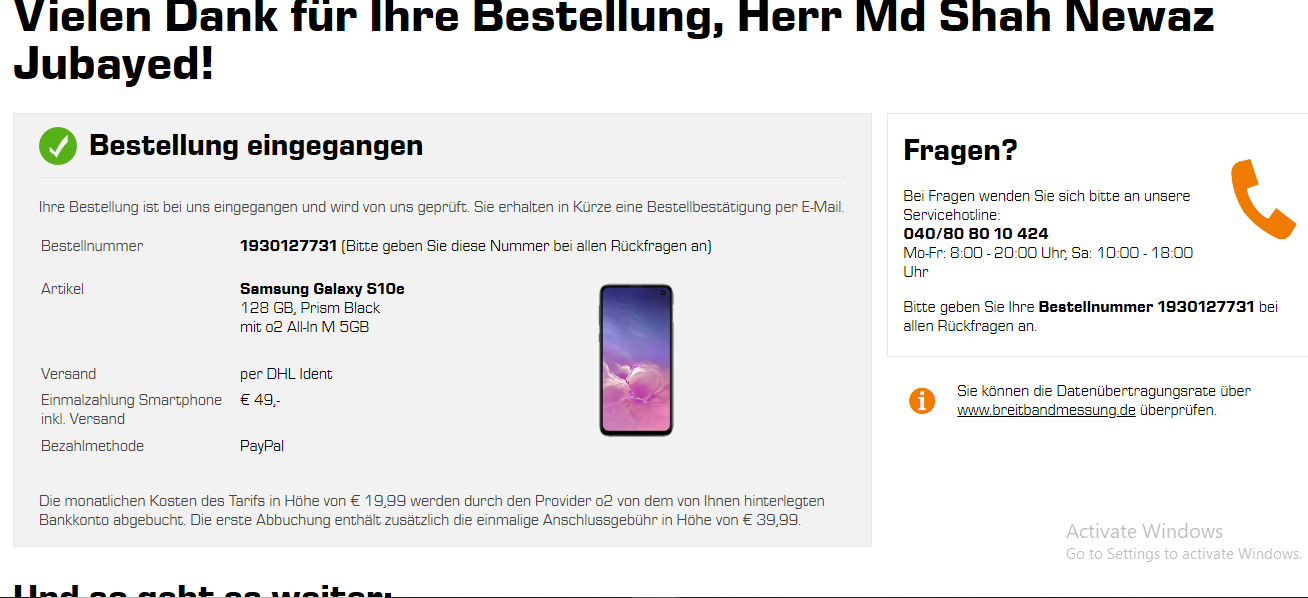 Vielen Dank für Ihre Bestellung, Herr Md Shah Newaz
Jubayed!
Bestellung eingegangen
Ihre Bestellung ist bei uns eingegangen und wird von uns geprüft. Sie erhalten in Kürze eine Bestellbestätigung per E-Mail.
Bestellnummer 1930127731 (Bitte geben Sie diese Nummer bei allen Rückfragen an)
Artikel Samsung Galaxy S10e
128 GB, Prism Black
mit o2 All-In M 5GB
Versand per DHL Ident
Einmalzahlung Smartphone € 49,-
inkl. Versand
Bezahlmethode PayPal
Die monatlichen Kosten des Tarifs in Höhe von € 19,99 werden durch den Provider o2 von dem von Ihnen hinterlegten
Bankkonto abgebucht. Die erste Abbuchung enthält zusätzlich die einmalige Anschlussgebühr in Höhe von € 39,99.
Fragen?
Bei Fragen wenden Sie sich bitte an unsere
Servicehotline:
040/80 80 10 424
Mo-Fr: 8:00 - 20:00 Uhr, Sa: 10:00 - 18:00
Uhr
Bitte geben Sie Ihre Bestellnummer 1930127731 bei
allen Rückfragen an.
Sie können die Datenübertragungsrate über
www.breitbandmessung.de überprüfen.
Activate Windows
Go to Settings to activate Windows.
Und so geht es weiter: